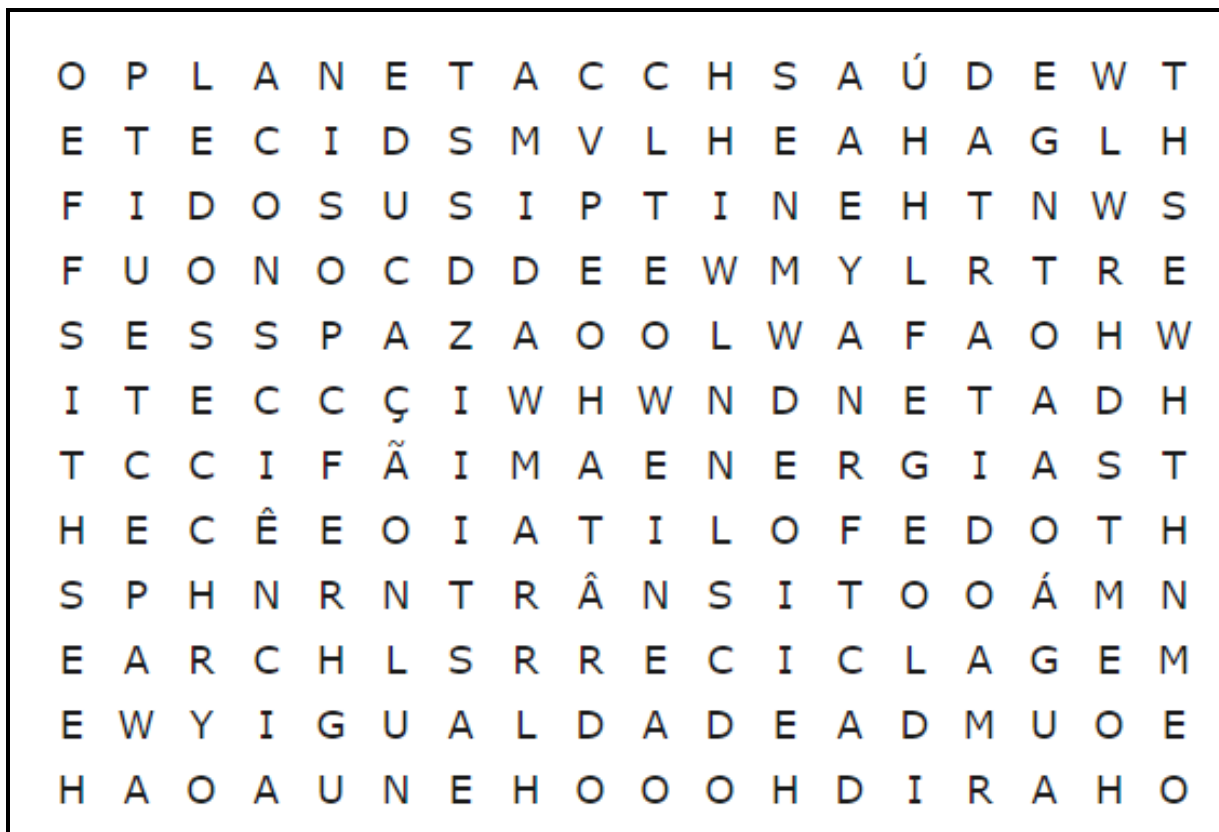 O P L A N E T A C C H S A Ú D E W T
E T E C I D S M V L H E A H A G L H
F I D O S U S I P T I N E H T N W S
F U O N O C D D E E W M Y L R T R E
S E S S P A Z A O O L W A F A O H W
I T E C C Ç I W H W N D N E T A D H
T C C I F Ã I M A E N E R G I A S T
H E C Ê E O I A T I L O F E D O T H
S P H N R N T R Â N S I T O O Á M N
E A R C H L S R R E C I C L A G E M
E W Y I G U A L D A D E A D M U O E
H A O A U N E H O O O H D I R A H O